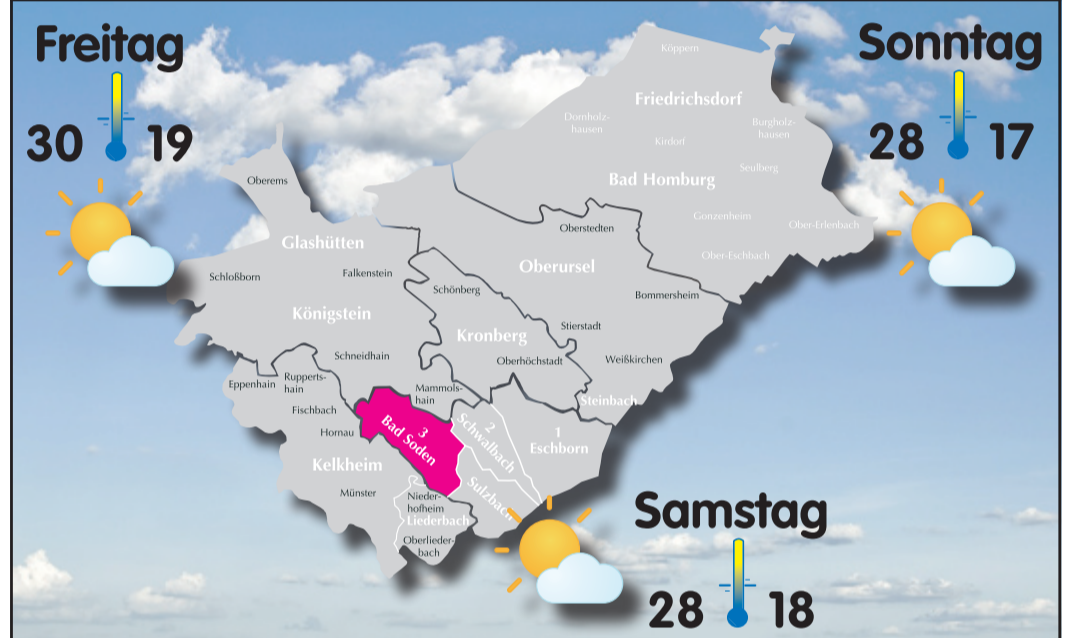 Freitag
30 19
Sonntag
28 17
Köppern
Friedrichsdorf
Dornholz-
hausen
Burgholz-
hausen
Kirdorf
Seulberg
Bad Homburg
Oberems
Gonzenheim
Ober-Erlenbach
Oberstedten
Glashütten
Ober-Eschbach
Oberursel
Schloßborn
Falkenstein
Schönberg
Bommersheim
Königstein
Stierstadt
Kronberg
Schneidhain
Oberhöchstadt
Weißkirchen
Eppenhain
Rupperts-
hain
Mammols-
hain
Steinbach
Fischbach
3
Bad Soden
2
Schwalbach
1
Eschborn
Hornau
Kelkheim
Münster
Sulzbach
Nieder-
hofheim
Liederbach
Oberlieder-
bach
Samstag
28 18